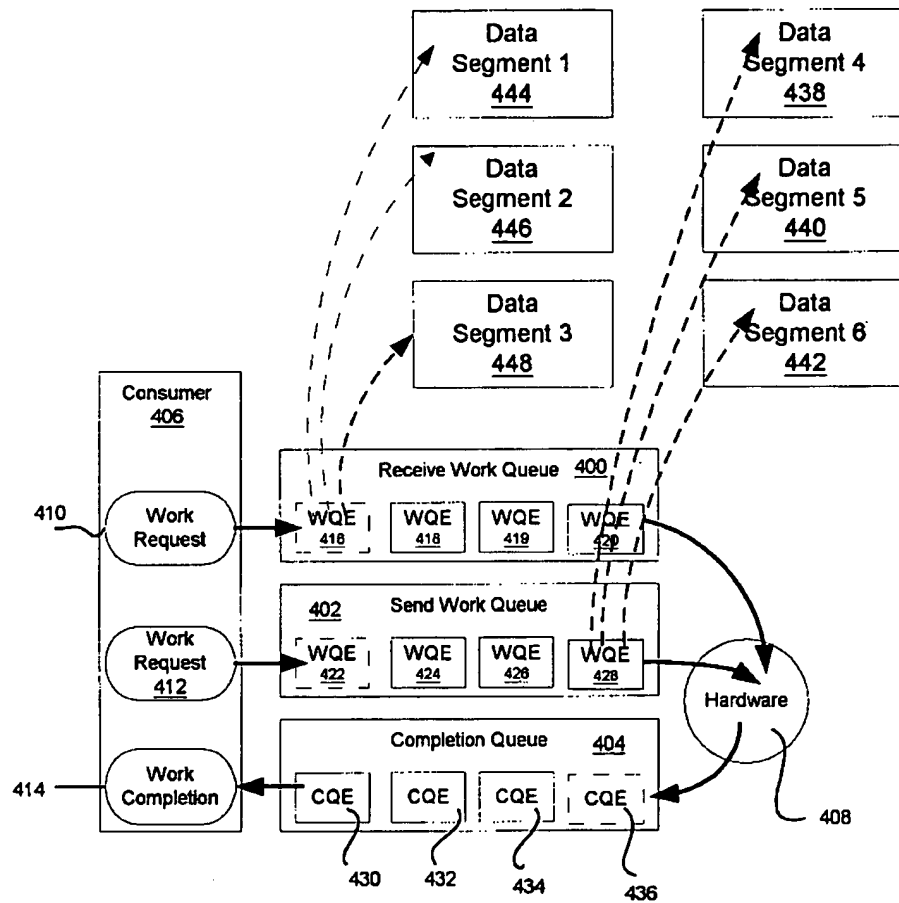 Data
Segment 1
444
Data
Segment 4
438
Data
Segment 2
446
Data
Segment 5
440
Data
Segment 3
448
Data
Segment 6
442
Consumer
406
Receive Work Queue 400
410
Work
Request
WQE
416
WQE
418
WQE
419
WQE
420
402 Send Work Queue
Work
Request
412
WQE
422
WQE
424
WQE
426
WQE
428
Hardware
Completion Queue 404
414
Work
Completion
CQE
CQE
CQE
CQE
408
430
432
434
436